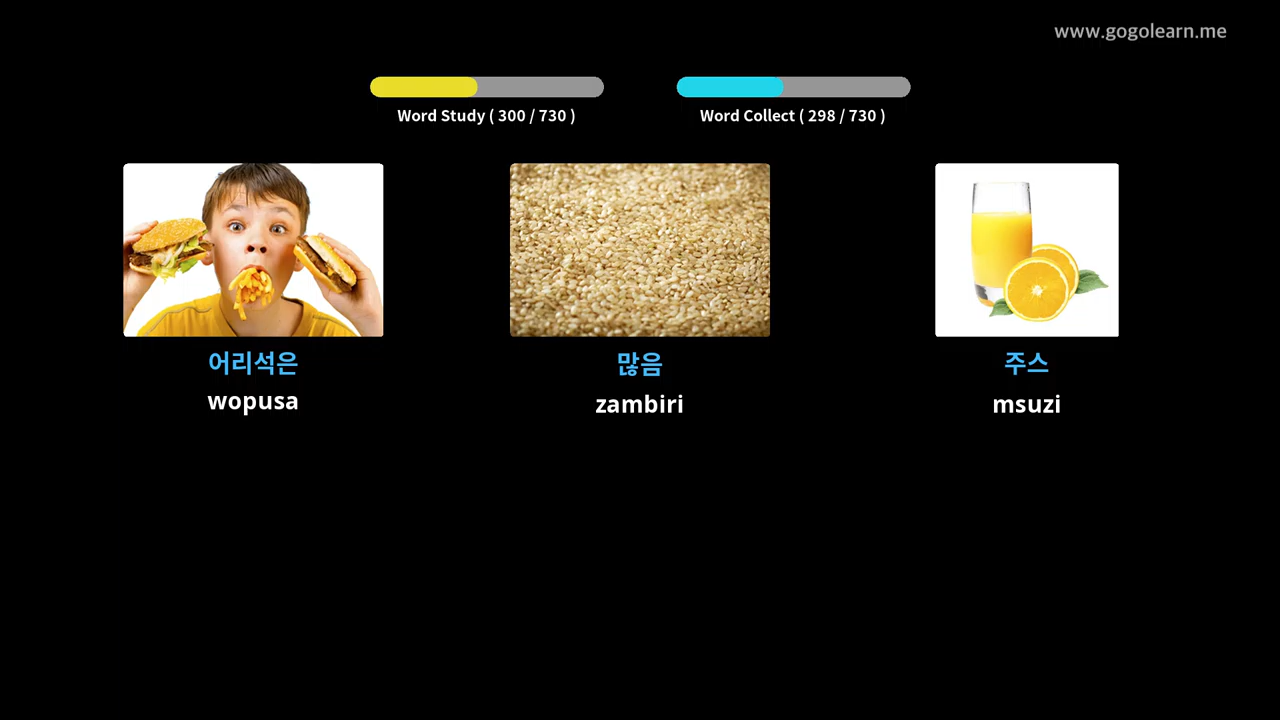 www.gogolearn.me
Word Study ( 300 / 730 )
Word Collect ( 298 / 730 )
어리석은
wopusa
많음
zambiri
주스
msuzi